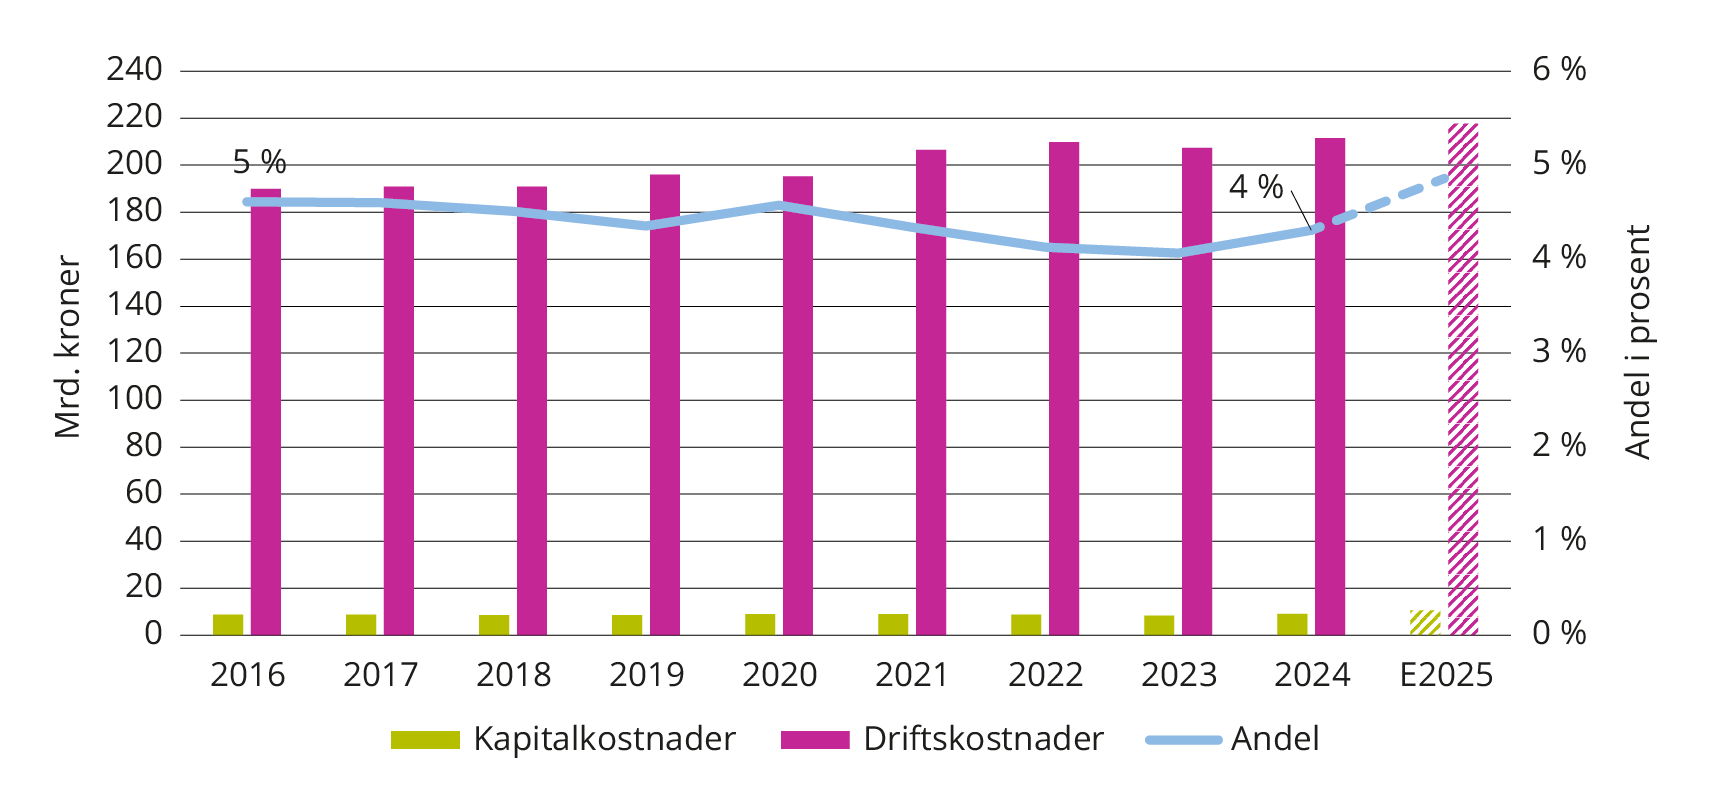 240 6 %
220
200 5 % 5 %
4 %
180
160 4 %
140
120 3 %
100
80 2 %
60
40 1 %
20
0 0 %
Mrd. kroner
Andel i prosent
2016 2017 2018 2019 2020 2021 2022 2023 2024 E2025
Kapitalkostnader Driftskostnader Andel